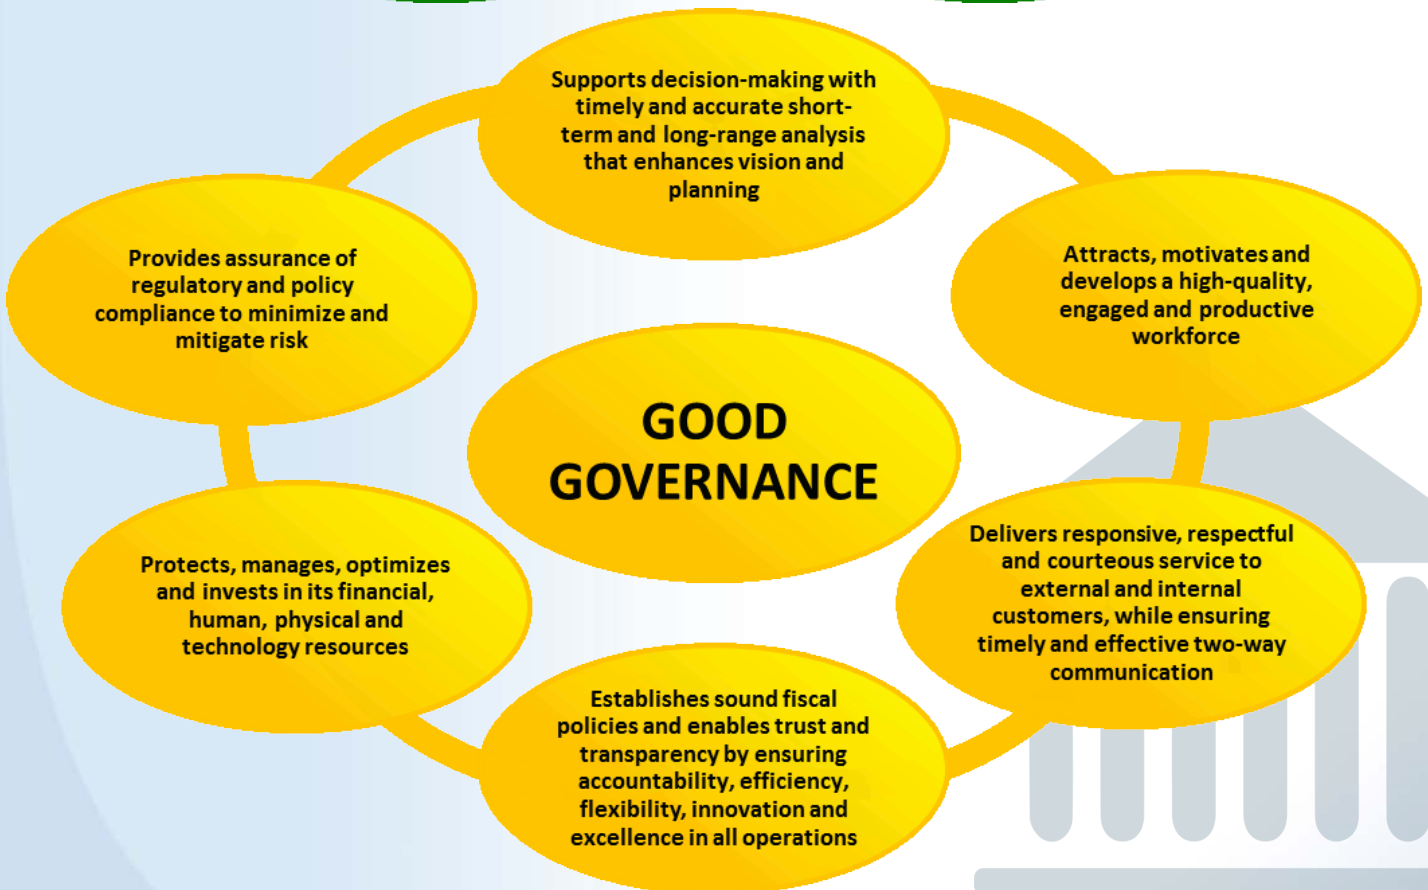 Supports decision-making with
timely and accurate short-
term and long-range analysis
that enhances vision and
planning
Provides assurance of
regulatory and policy
compliance to minimize and
mitigate risk
Attracts, motivates and
develops a high-quality,
engaged and productive
workforce
GOOD
GOVERNANCE
Protects, manages, optimizes
and invests in its financial,
human, physical and
technology resources
Delivers responsive, respectful
and courteous service to
external and internal
customers, while ensuring
timely and effective two-way
communication
Establishes sound fiscal
policies and enables trust and
transparency by ensuring
accountability, efficiency,
flexibility, innovation and
excellence in all operations